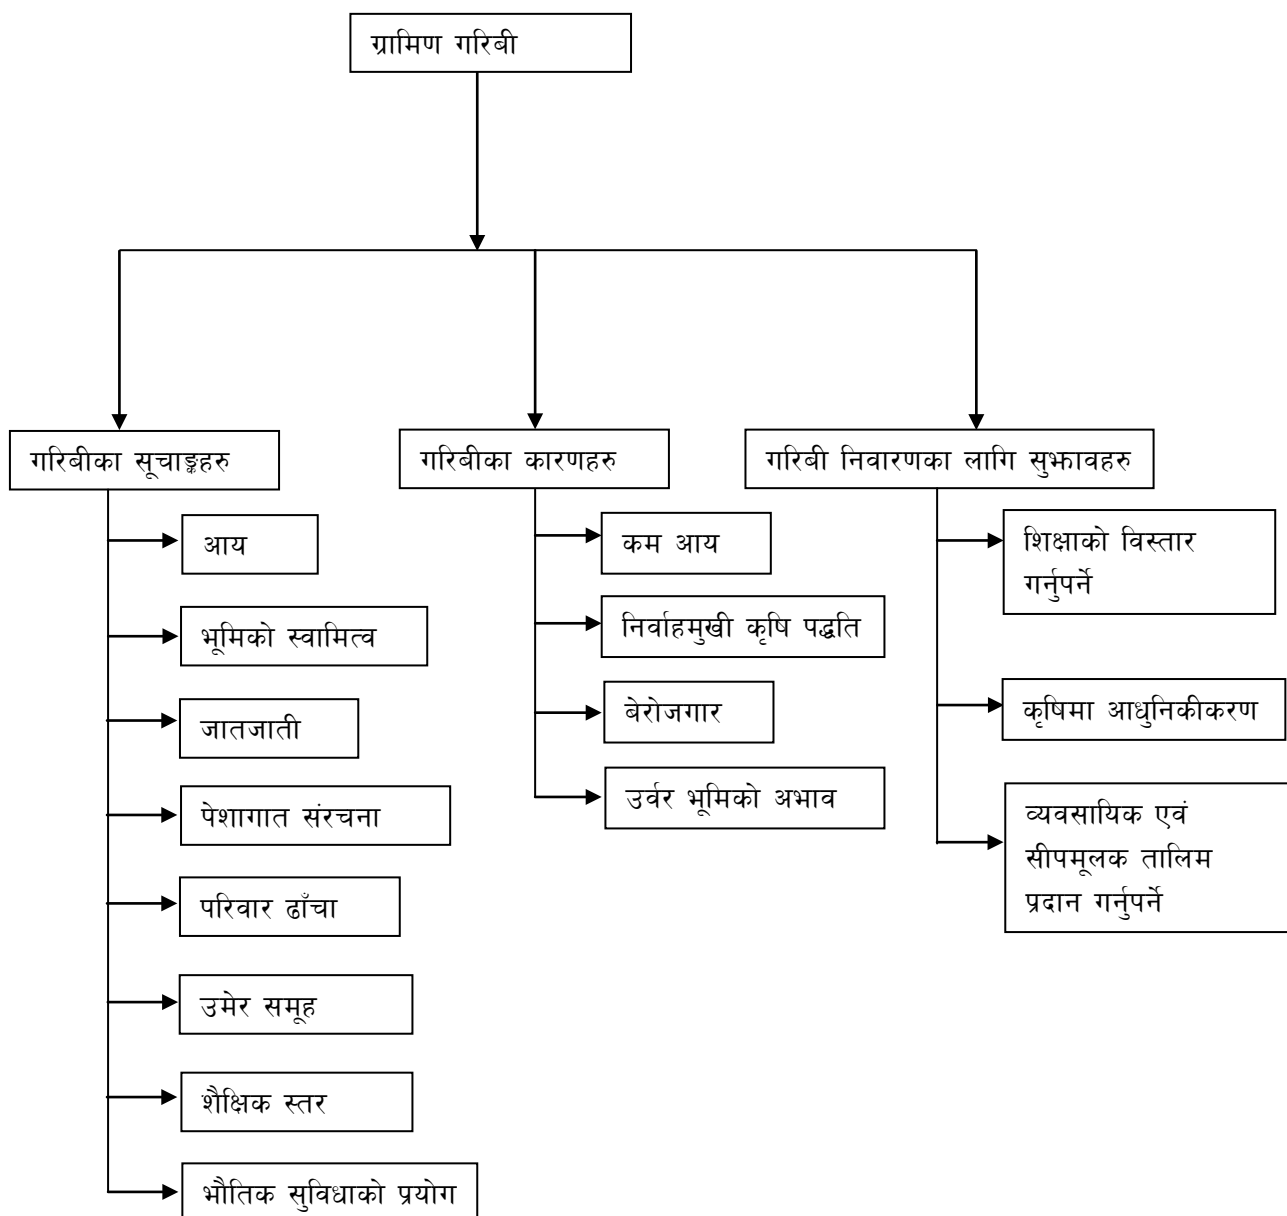 ग्रामिण गरिबी
गरिबीका सूचाङ्कहरु
गरिबीका कारणहरु
गरिबी निवारणका लागि सुझावहरु
आय
भूमिको स्वामित्व
जातजाती
पेशागात संरचना
परिवार ढाँचा
उमेर समूह
शैक्षिक स्तर
भौतिक सुविधाको प्रयोग
कम आय
निर्वाहमुखी कृषि पद्धति
बेरोजगार
उर्वर भूमिको अभाव
शिक्षाको विस्तार
गर्नुपर्ने
कृषिमा आधुनिकीकरण
व्यवसायिक एवं
सीपमूलक तालिम
प्रदान गर्नुपर्ने